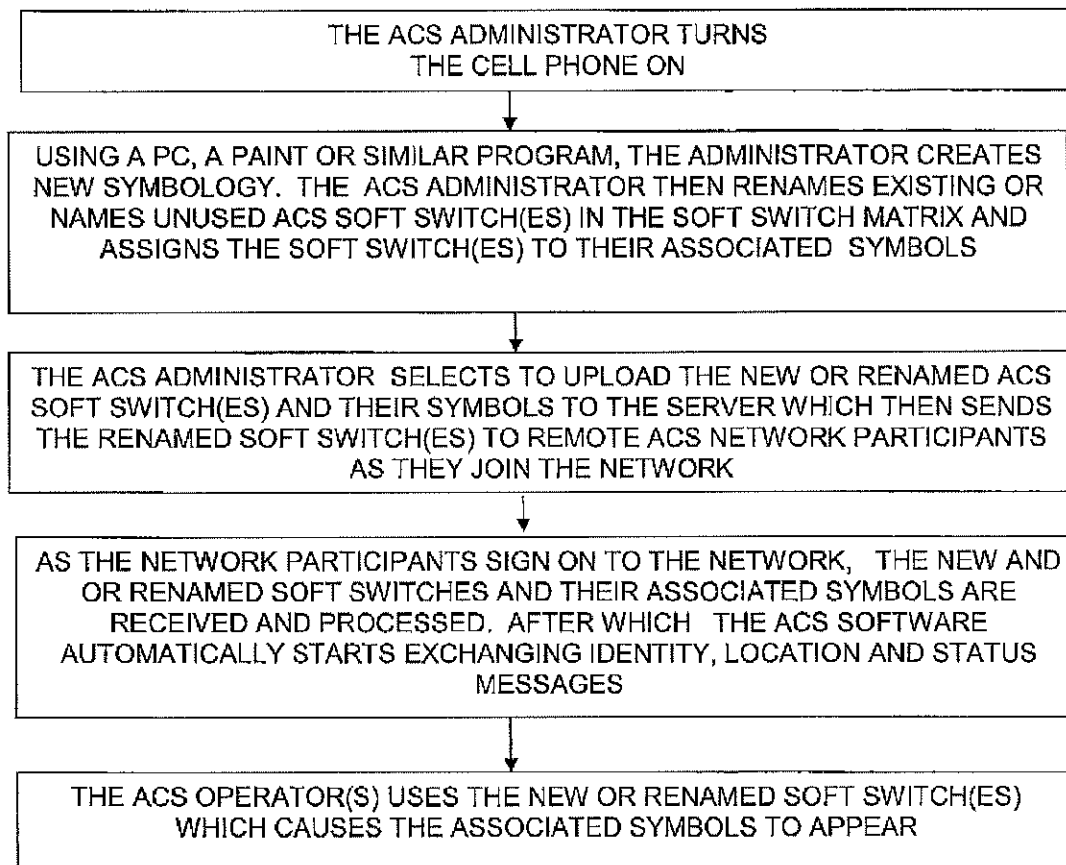 THE ACS ADMINISTRATOR TURNS
THE CELL PHONE ON
USING A PC, A PAINT OR SIMILAR PROGRAM, THE ADMINISTRATOR CREATES
NEW SYMBOLOGY. THE ACS ADMINISTRATOR THEN RENAMES EXISTING OR
NAMES UNUSED ACS SOFT SWITCH(ES) IN THE SOFT SWITCH MATRIX AND
ASSIGNS THE SOFT SWITCH(ES) TO THEIR ASSOCIATED SYMBOLS
THE ACS ADMINISTRATOR SELECTS TO UPLOAD THE NEW OR RENAMED ACS
SOFT SWITCH(ES) AND THEIR SYMBOLS TO THE SERVER WHICH THEN SENDS
THE RENAMED SOFT SWITCH(ES) TO REMOTE ACS NETWORK PARTICIPANTS
AS THEY JOIN THE NETWORK
AS THE NETWORK PARTICIPANTS SIGN ON TO THE NETWORK, THE NEW AND
OR RENAMED SOFT SWITCHES AND THEIR ASSOCIATED SYMBOLS ARE
RECEIVED AND PROCESSED. AFTER WHICH THE ACS SOFTWARE
AUTOMATICALLY STARTS EXCHANGING IDENTITY, LOCATION AND STATUS
MESSAGES
THE ACS OPERATOR(S) USES THE NEW OR RENAMED SOFT SWITCH(ES)
WHICH CAUSES THE ASSOCIATED SYMBOLS TO APPEAR